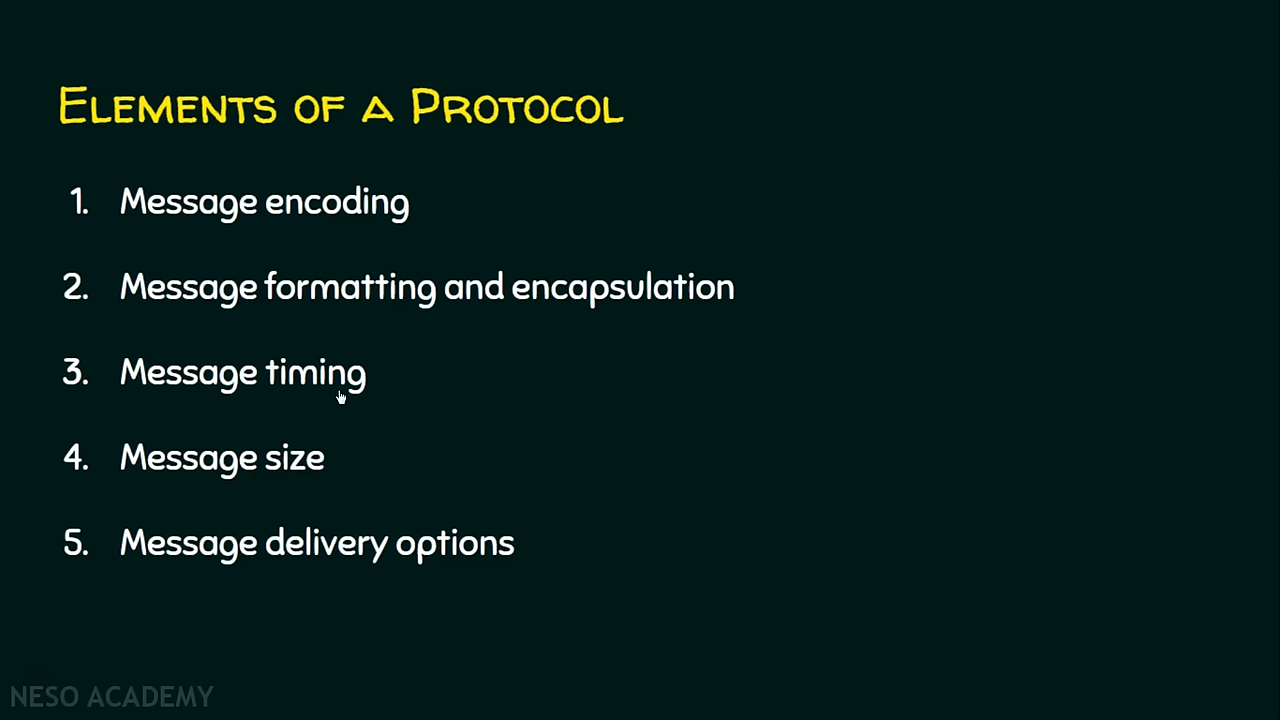 Elements of a Protocol
1. Message encoding
2. Message formatting and encapsulation
3. Message timing
4. Message size
5. Message delivery options
NESO ACADEMY